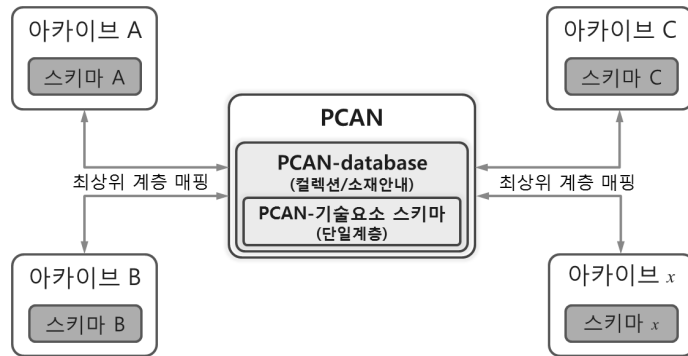 아카이브 A
스키마 A
아카이브 C
스키마 C
PCAN
PCAN-database
(컬렉션/소재안내)
PCAN-기술요소 스키마
(단일계층)
최상위 계층 매핑
최상위 계층 매핑
아카이브 B
스키마 B
아카이브 x
스키마 x